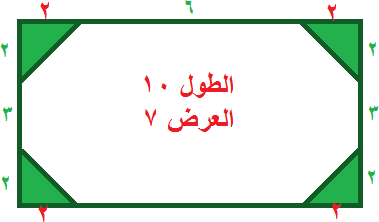 ٢ ٦ ٢
٢ ٢
الطول ١٠
العرض ٧
٣ ٣
٢ ٢
٢ ٢